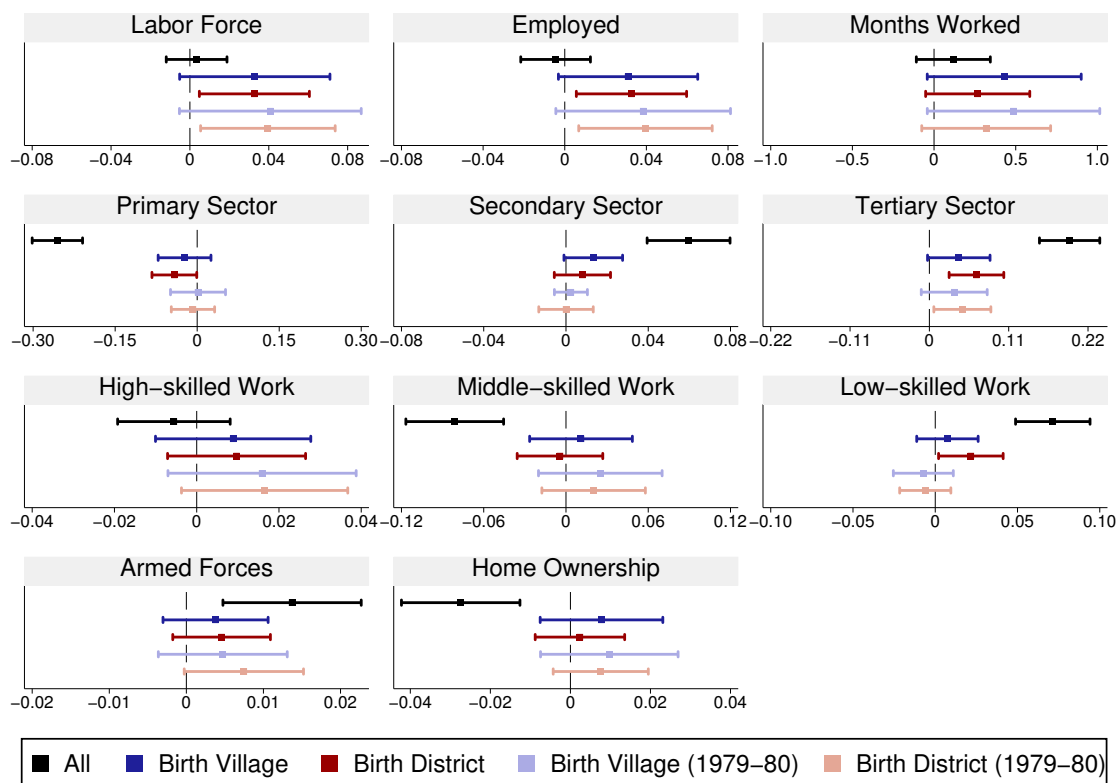 Labor Force Employed Months Worked
−0.08 −0.04 0 0.04 0.08 −0.08 −0.04 0 0.04 0.08 −1.0 −0.5 0 0.5 1.0
Primary Sector Secondary Sector Tertiary Sector
−0.30 −0.15 0 0.15 0.30 −0.08 −0.04 0 0.04 0.08 −0.22 −0.11 0 0.11 0.22
High−skilled Work Middle−skilled Work Low−skilled Work
−0.04 −0.02 0 0.02 0.04 −0.12 −0.06 0 0.06 0.12 −0.10 −0.05 0 0.05 0.10
Armed Forces Home Ownership
−0.02 −0.01 0 0.01 0.02 −0.04 −0.02 0 0.02 0.04
All Birth Village Birth District Birth Village (1979−80) Birth District (1979−80)